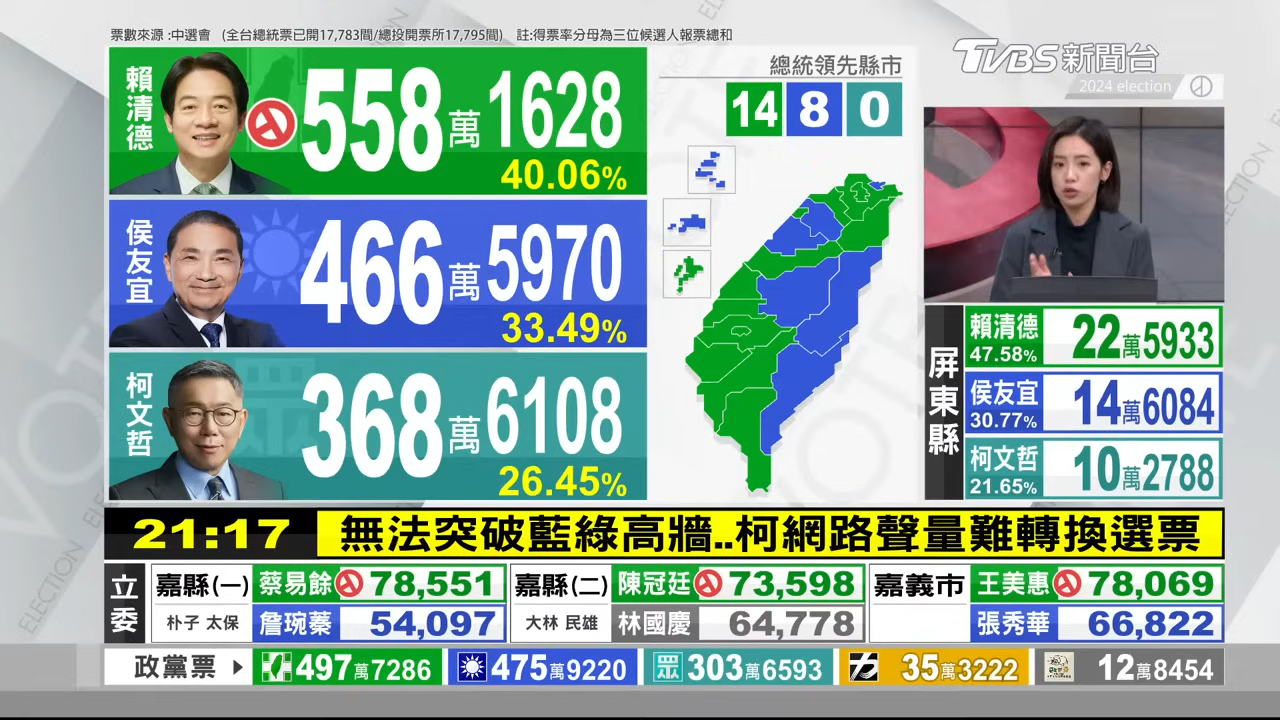 票數來源 :中選會 (全台總統票已開17,783間/總投開票所17,795間) 註:得票率分母為三位候選人報票總和
TVBS 新聞台
2024 election
賴清德
558萬1628
40.06%
侯友宜
466萬5970
33.49%
柯文哲
368萬6108
26.45%
總統領先縣市
14 8 0
屏東縣
賴清德 47.58% 22萬5933
侯友宜 30.77% 14萬6084
柯文哲 21.65% 10萬2788
21:17 無法突破藍綠高牆..柯網路聲量難轉換選票
立委
嘉縣(一) 朴子 太保
蔡易餘 78,551
詹琬蓁 54,097
嘉縣(二) 大林 民雄
陳冠廷 73,598
林國慶 64,778
嘉義市
王美惠 78,069
張秀華 66,822
政黨票 497萬7286 475萬9220 眾 303萬6593 35萬3222 12萬8454
VOTE
ELECTION
ELECTION
ELECTION